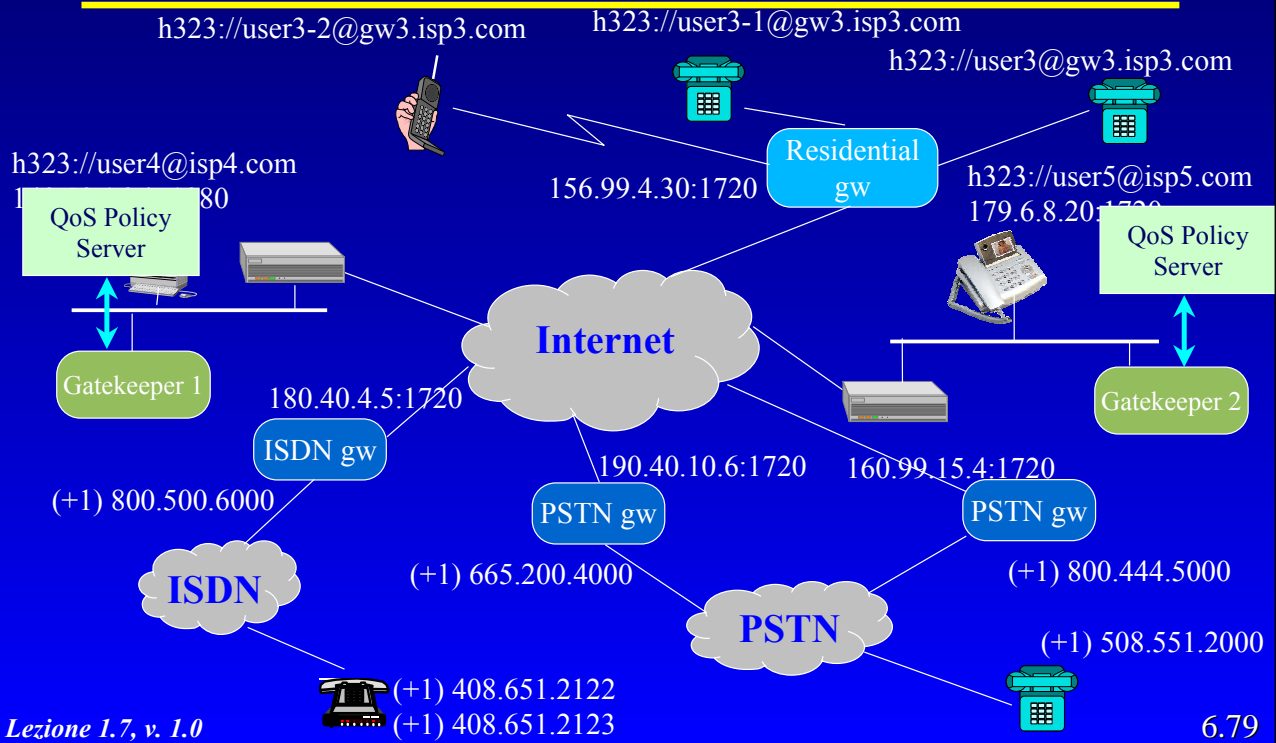 h323://user3-2@gw3.isp3.com
h323://user3-1@gw3.isp3.com
h323://user3@gw3.isp3.com
h323://user4@isp4.com
Residential
gw
156.99.4.30:1720
h323://user5@isp5.com
179.6.8.20:1720
QoS Policy
Server
QoS Policy
Server
Internet
Gatekeeper 1
Gatekeeper 2
180.40.4.5:1720
ISDN gw
190.40.10.6:1720
160.99.15.4:1720
(+1) 800.500.6000
PSTN gw
PSTN gw
(+1) 665.200.4000
(+1) 800.444.5000
ISDN
PSTN
(+1) 508.551.2000
(+1) 408.651.2122
(+1) 408.651.2123
Lezione 1.7, v. 1.0
6.79